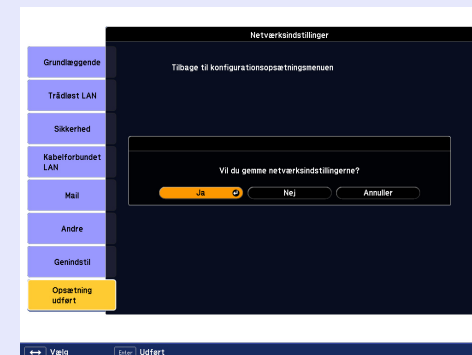 Netværksindstillinger
Grundlæggende
Tilbage til konfigurationsopsætningsmenuen
Trådløst LAN
Sikkerhed
Kabelforbundet
LAN
Vil du gemme netværksindstillingerne?
Ja Nej Annuller
Mail
Andre
Genindstil
Opsætning
udført
Vælg Enter Udført